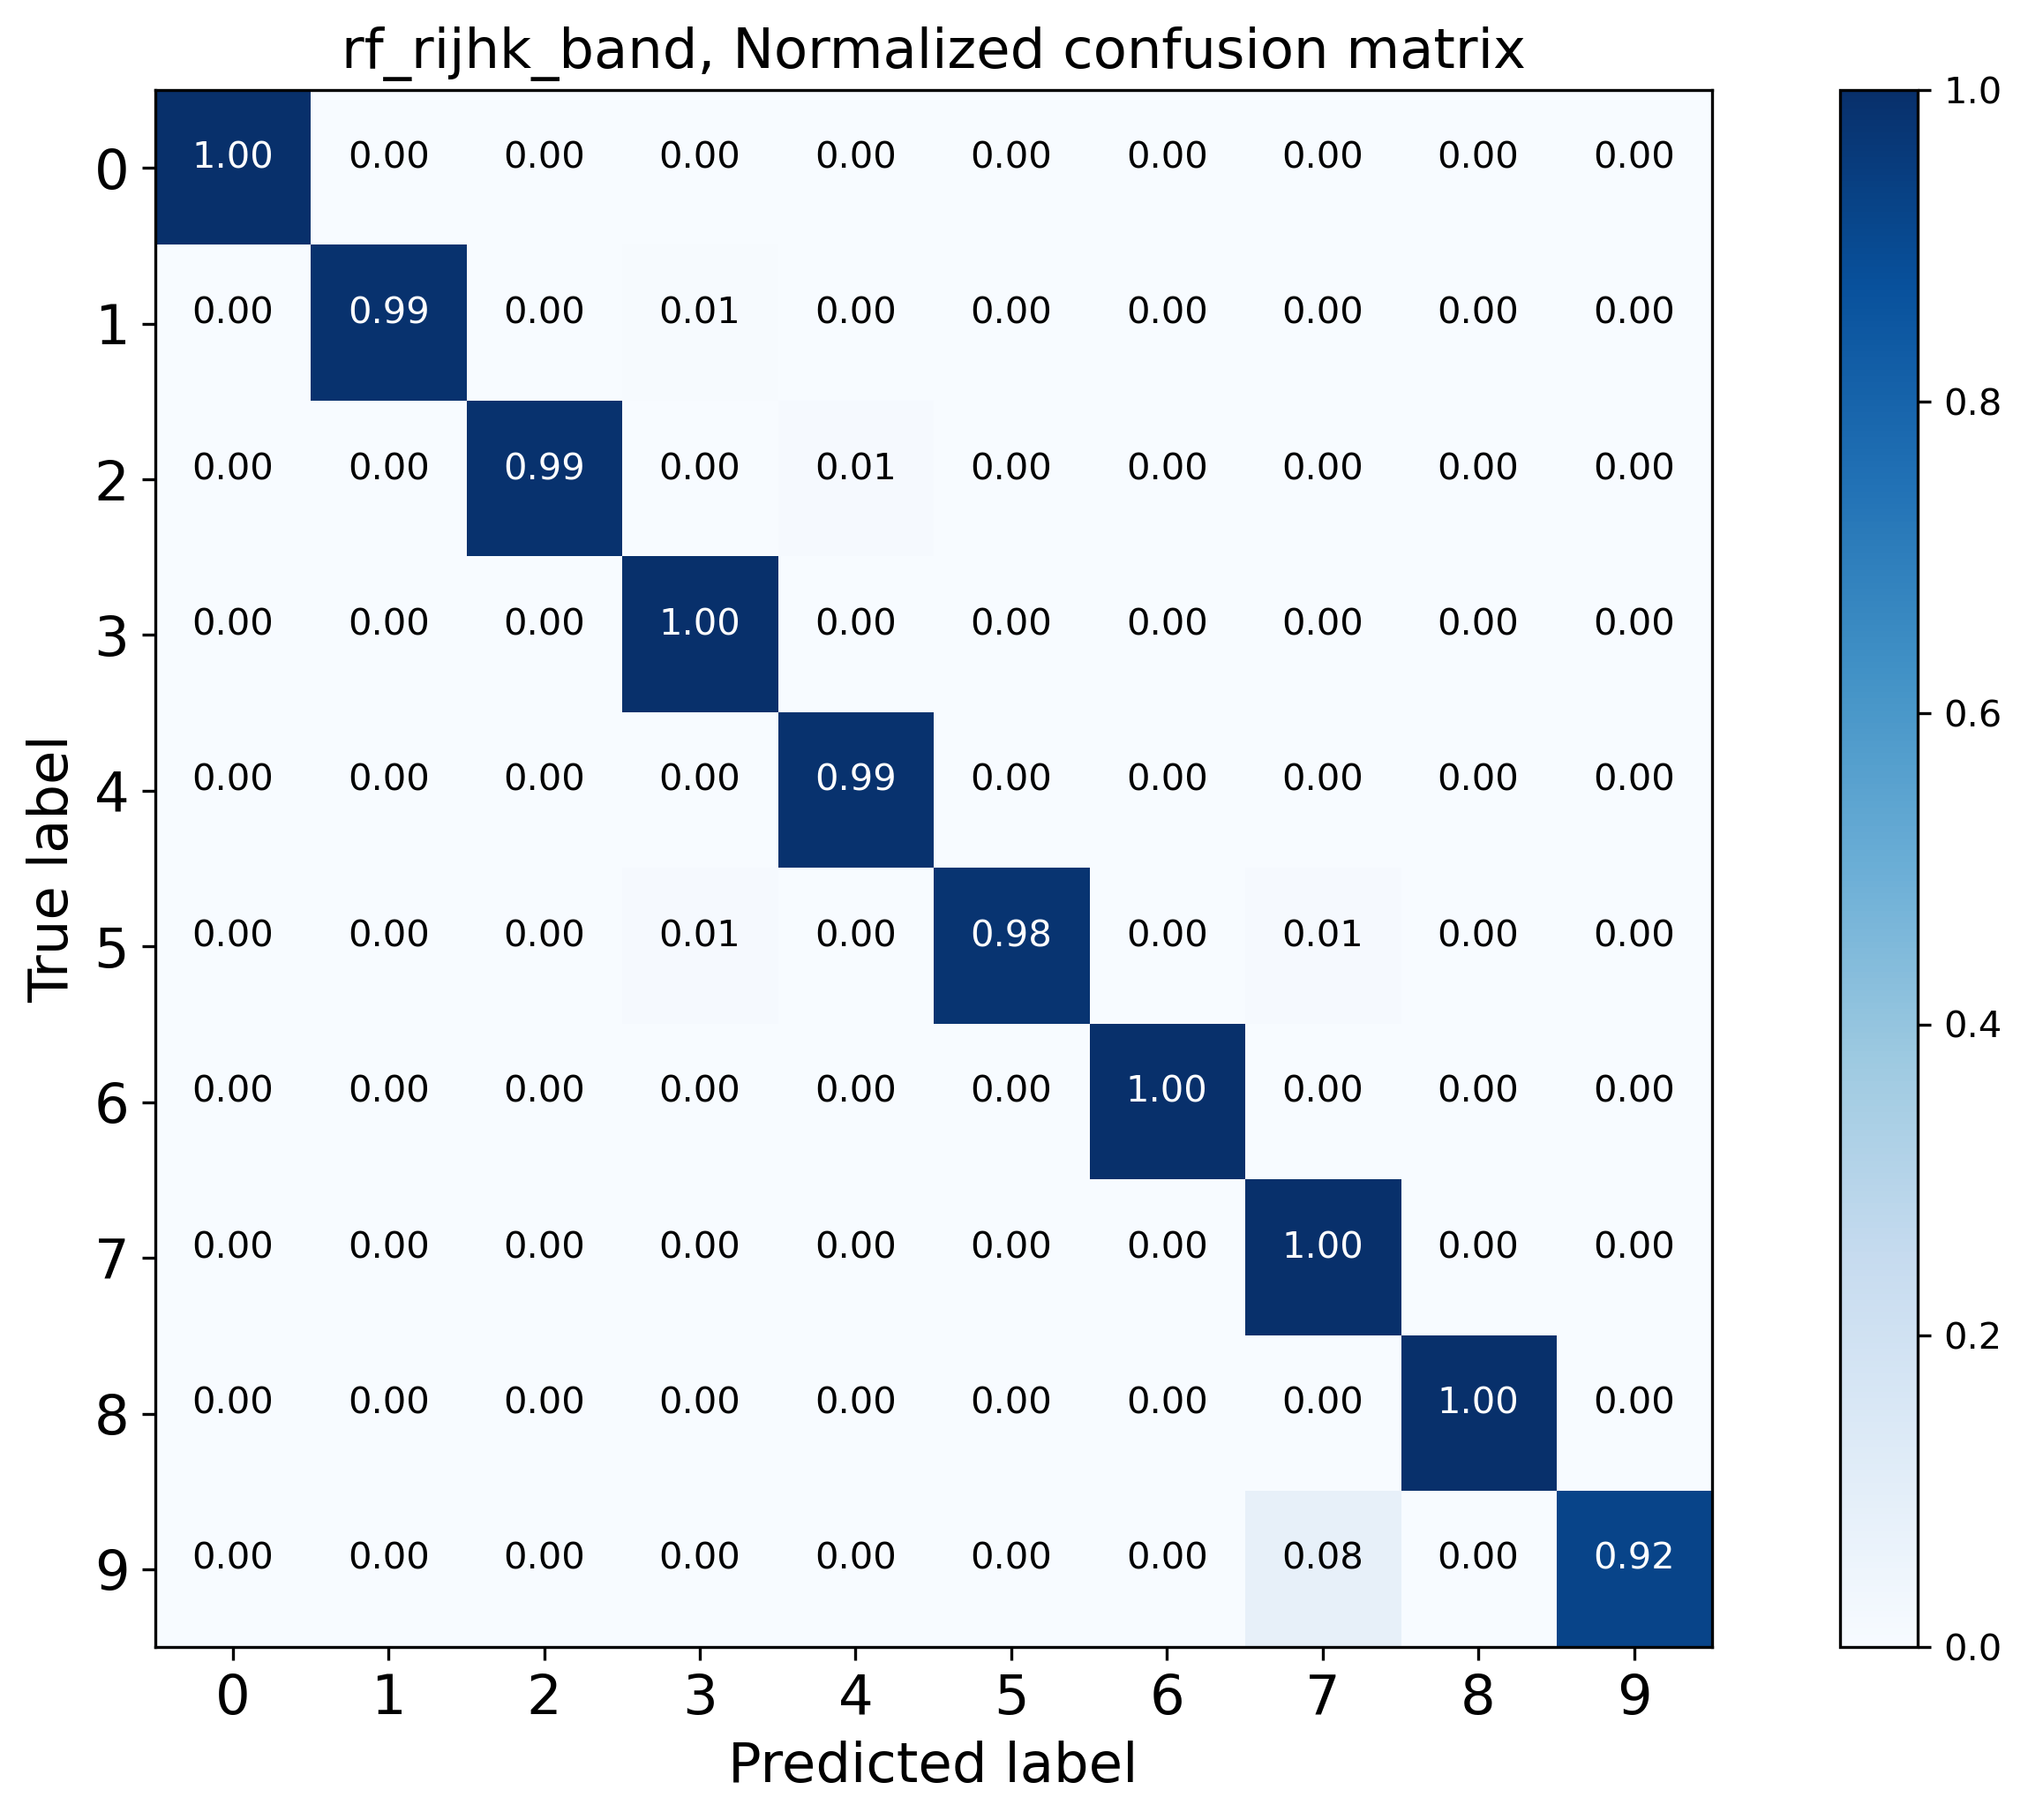 rf_rijhk_band, Normalized confusion matrix
0 1.00 0.00 0.00 0.00 0.00 0.00 0.00 0.00 0.00 0.00
1 0.00 0.99 0.00 0.01 0.00 0.00 0.00 0.00 0.00 0.00
2 0.00 0.00 0.99 0.00 0.01 0.00 0.00 0.00 0.00 0.00
3 0.00 0.00 0.00 1.00 0.00 0.00 0.00 0.00 0.00 0.00
4 0.00 0.00 0.00 0.00 0.99 0.00 0.00 0.00 0.00 0.00
5 0.00 0.00 0.00 0.01 0.00 0.98 0.00 0.01 0.00 0.00
6 0.00 0.00 0.00 0.00 0.00 0.00 1.00 0.00 0.00 0.00
7 0.00 0.00 0.00 0.00 0.00 0.00 0.00 1.00 0.00 0.00
8 0.00 0.00 0.00 0.00 0.00 0.00 0.00 0.00 1.00 0.00
9 0.00 0.00 0.00 0.00 0.00 0.00 0.00 0.08 0.00 0.92
0 1 2 3 4 5 6 7 8 9
Predicted label
True label
1.0
0.8
0.6
0.4
0.2
0.0